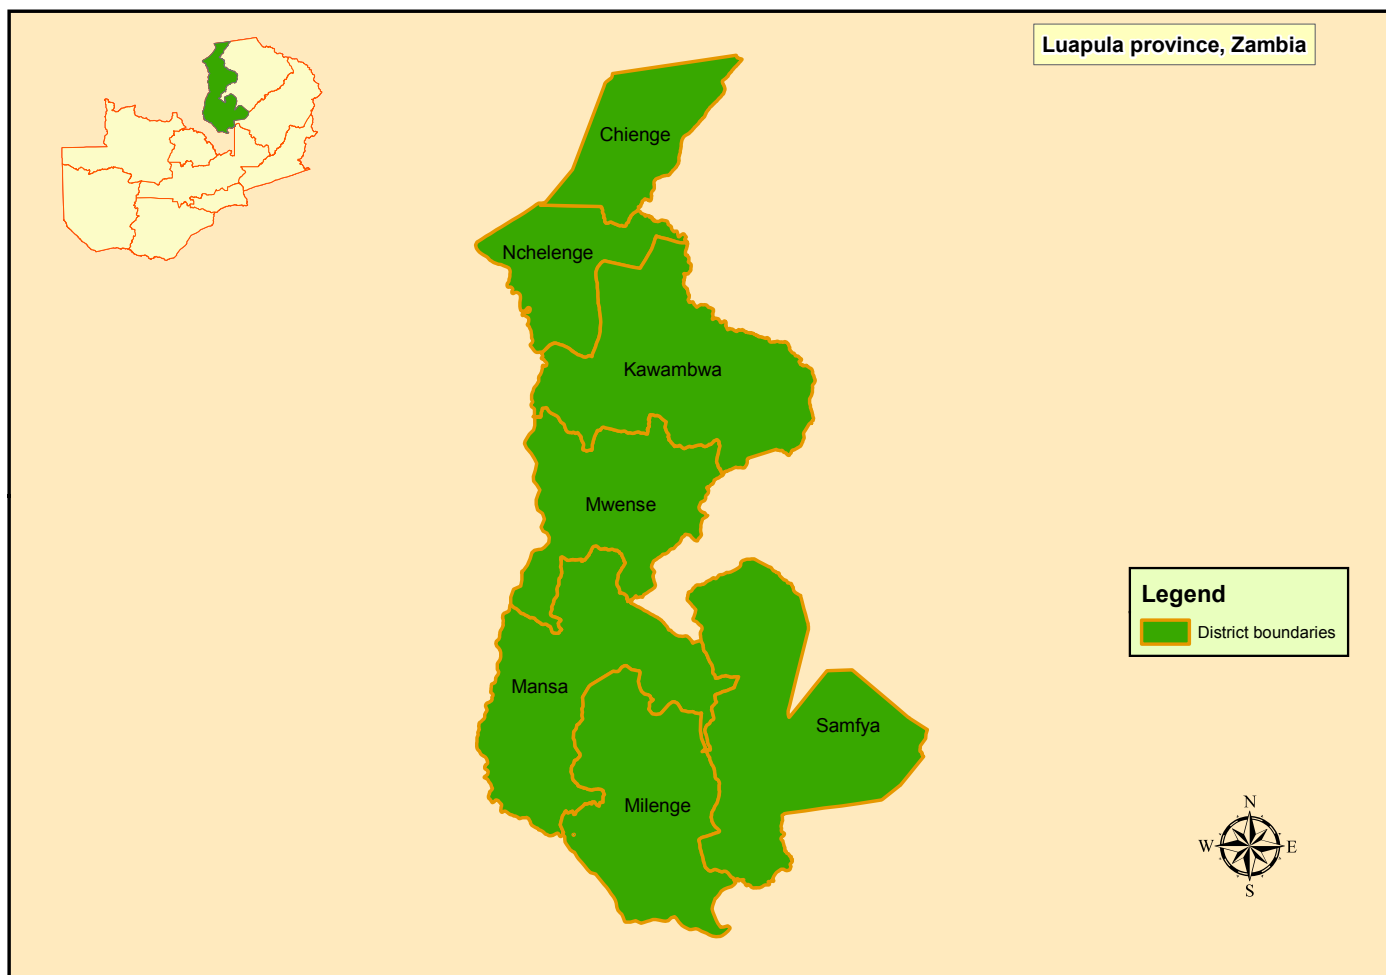 Luapula province, Zambia
Chienge
Nchelenge
Kawambwa
Mwense
Legend
District boundaries
Mansa
Samfya
Milenge
N
W E
S